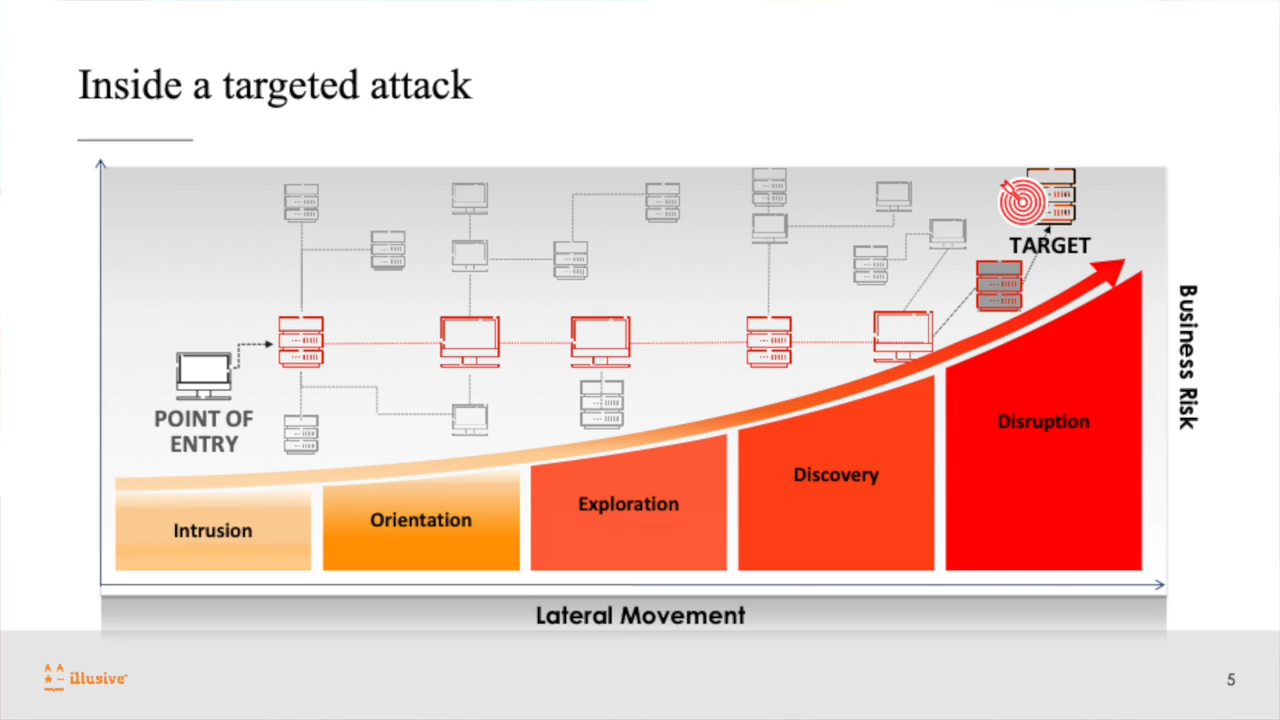 Inside a targeted attack
TARGET
POINT OF
ENTRY
Business Risk
Intrusion
Orientation
Exploration
Discovery
Disruption
Lateral Movement
illusive
5